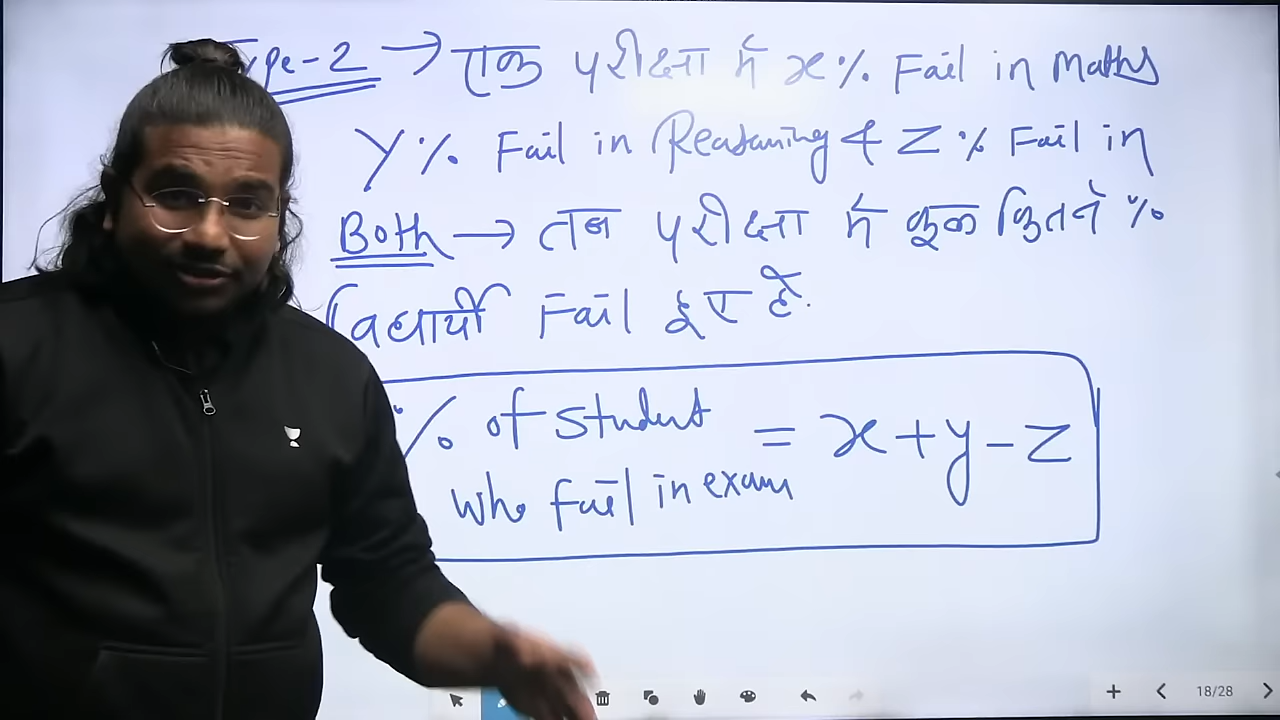 ype-2 → एक परीक्षा में x% Fail in Maths
Y% Fail in Reasoning & Z% Fail in
Both → तब परीक्षा में कुल कितने %
विद्यार्थी Fail हुए है.
% of student
who fail in exam = x+y-z
18/28